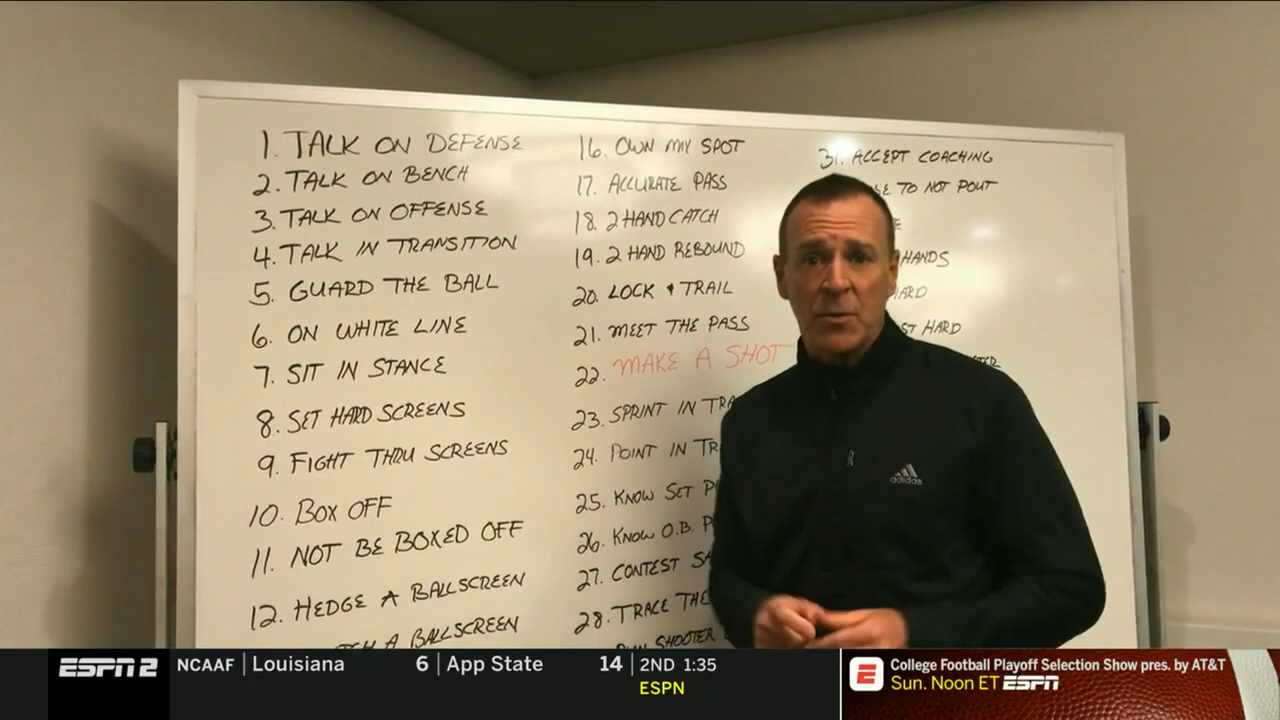 1. TALK ON DEFENSE
2. TALK ON BENCH
3. TALK ON OFFENSE
4. TALK IN TRANSITION
5. GUARD THE BALL
6. ON WHITE LINE
7. SIT IN STANCE
8. SET HARD SCREENS
9. FIGHT THRU SCREENS
10. BOX OFF
11. NOT BE BOXED OFF
12. HEDGE A BALLSCREEN
A BALLSCREEN
16. OWN MY SPOT
17. ACCURATE PASS
18. 2 HAND CATCH
19. 2 HAND REBOUND
20. LOCK & TRAIL
21. MEET THE PASS
22. MAKE A SHOT
23. SPRINT IN
24. POINT IN
25. KNOW SET
26. KNOW O.B.
27. CONTEST
28. TRACE THE
SHOOTER
31. ACCEPT COACHING
TO NOT POUT
HANDS
HARD
adidas
ESPN2 NCAAF Louisiana 6 App State 14 2ND 1:35
ESPN
College Football Playoff Selection Show pres. by AT&T
Sun. Noon ET ESPN